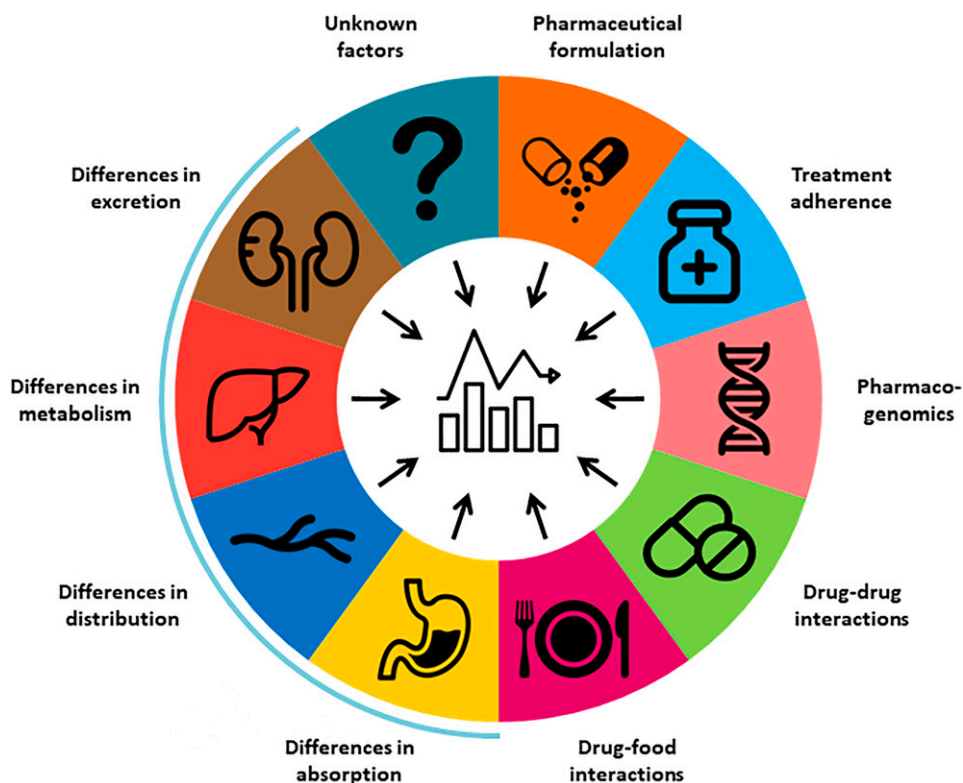 Unknown
factors
Pharmaceutical
formulation
Treatment
adherence
Pharmaco-
genomics
Drug-drug
interactions
Drug-food
interactions
Differences in
absorption
Differences in
distribution
Differences in
metabolism
Differences in
excretion